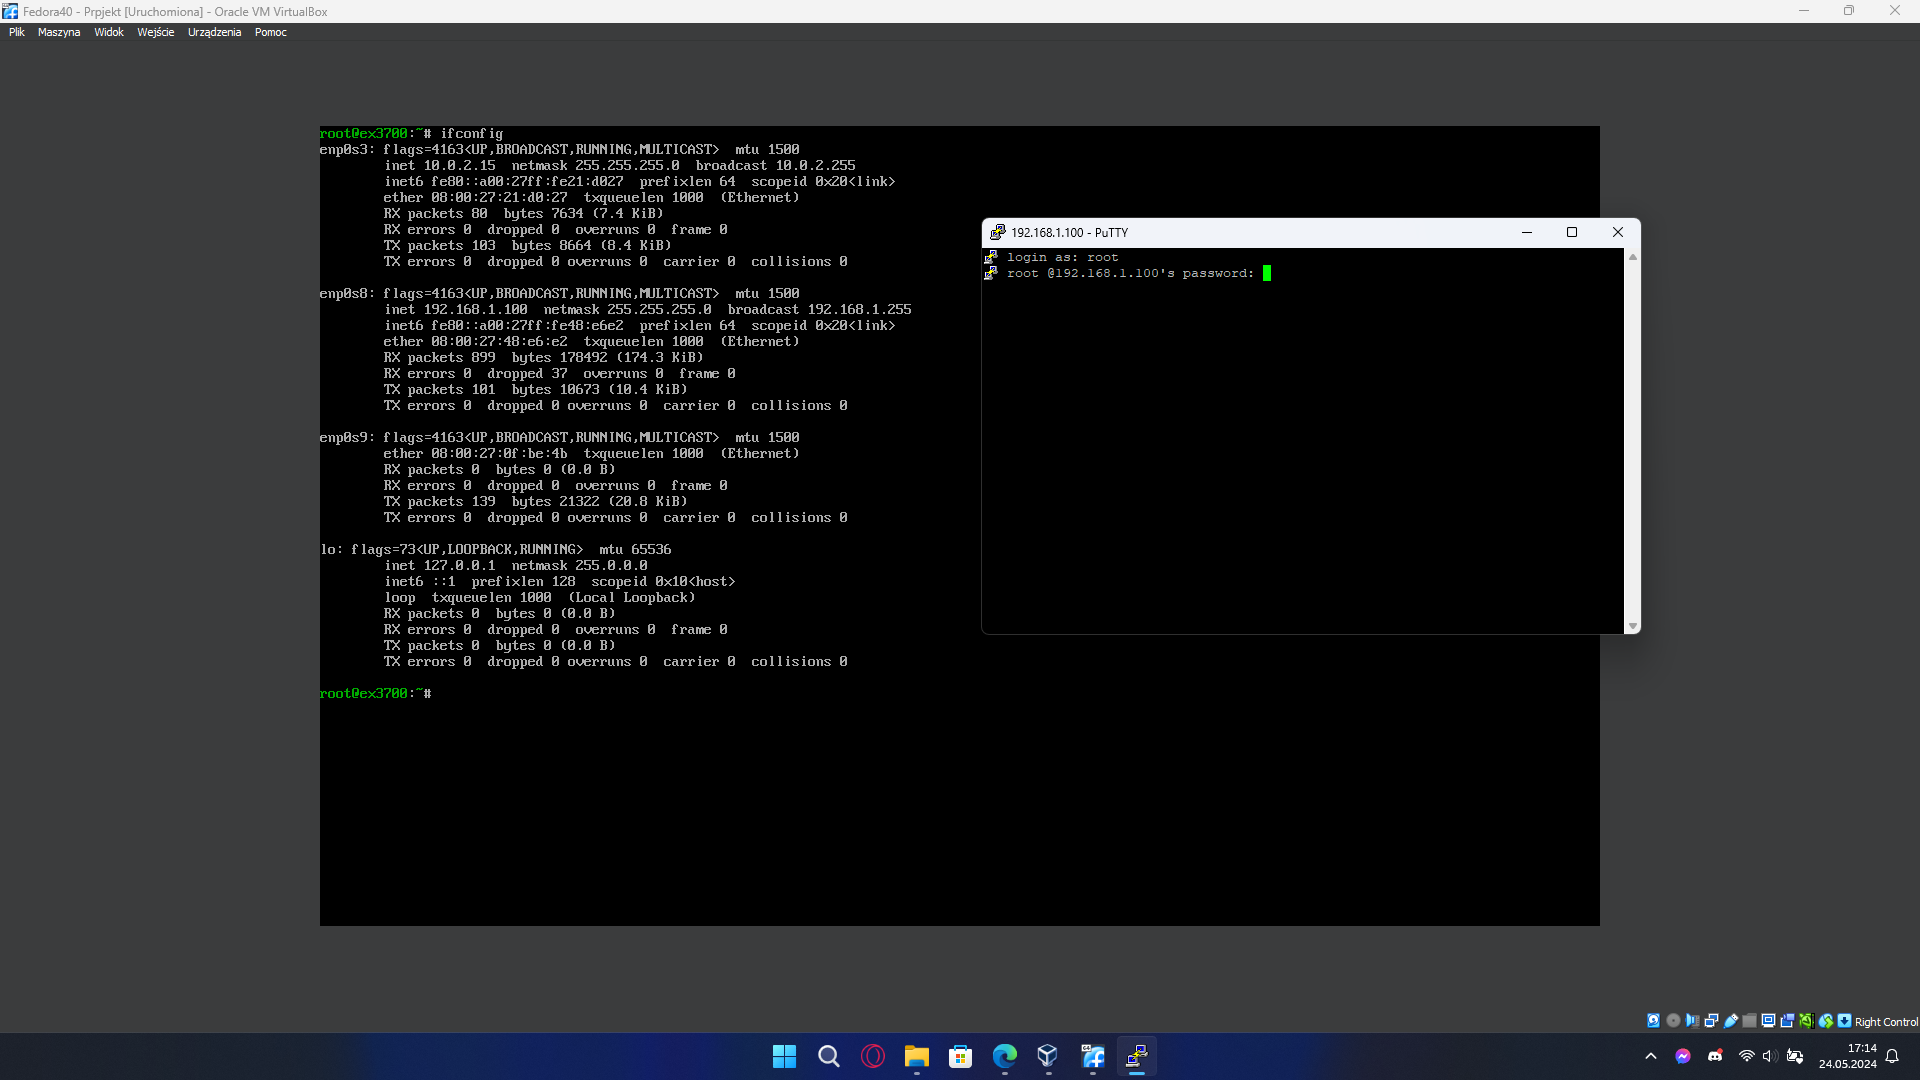 Fedora40 - Prpjekt [Uruchomiona] - Oracle VM VirtualBox
Plik Maszyna Widok Wejście Urządzenia Pomoc
root@ex3700:~# ifconfig
enp0s3: flags=4163<UP,BROADCAST,RUNNING,MULTICAST> mtu 1500
inet 10.0.2.15 netmask 255.255.255.0 broadcast 10.0.2.255
inet6 fe80::a00:27ff:fe21:d027 prefixlen 64 scopeid 0x20<link>
ether 08:00:27:21:d0:27 txqueuelen 1000 (Ethernet)
RX packets 80 bytes 7634 (7.4 KiB)
RX errors 0 dropped 0 overruns 0 frame 0
TX packets 103 bytes 8664 (8.4 KiB)
TX errors 0 dropped 0 overruns 0 carrier 0 collisions 0
enp0s8: flags=4163<UP,BROADCAST,RUNNING,MULTICAST> mtu 1500
inet 192.168.1.100 netmask 255.255.255.0 broadcast 192.168.1.255
inet6 fe80::a00:27ff:fe48:e6e2 prefixlen 64 scopeid 0x20<link>
ether 08:00:27:48:e6:e2 txqueuelen 1000 (Ethernet)
RX packets 899 bytes 178492 (174.3 KiB)
RX errors 0 dropped 37 overruns 0 frame 0
TX packets 101 bytes 10673 (10.4 KiB)
TX errors 0 dropped 0 overruns 0 carrier 0 collisions 0
enp0s9: flags=4163<UP,BROADCAST,RUNNING,MULTICAST> mtu 1500
ether 08:00:27:0f:be:4b txqueuelen 1000 (Ethernet)
RX packets 0 bytes 0 (0.0 B)
RX errors 0 dropped 0 overruns 0 frame 0
TX packets 139 bytes 21322 (20.8 KiB)
TX errors 0 dropped 0 overruns 0 carrier 0 collisions 0
lo: flags=73<UP,LOOPBACK,RUNNING> mtu 65536
inet 127.0.0.1 netmask 255.0.0.0
inet6 ::1 prefixlen 128 scopeid 0x10<host>
loop txqueuelen 1000 (Local Loopback)
RX packets 0 bytes 0 (0.0 B)
RX errors 0 dropped 0 overruns 0 frame 0
TX packets 0 bytes 0 (0.0 B)
TX errors 0 dropped 0 overruns 0 carrier 0 collisions 0
root@ex3700:~#
192.168.1.100 - PuTTY
login as: root
root @192.168.1.100's password:
Right Control
17:14
24.05.2024